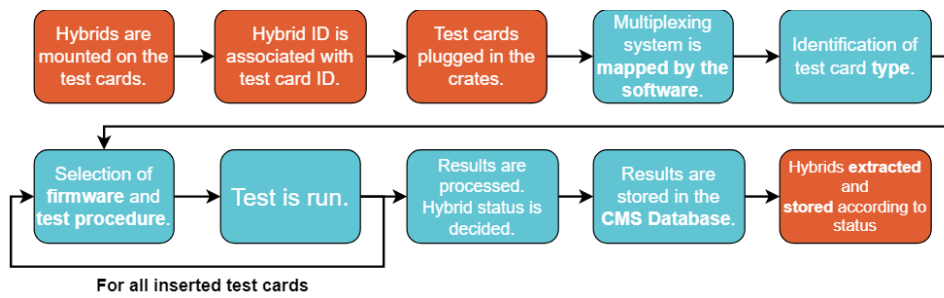 Hybrids are
mounted on the
test cards.
Hybrid ID is
associated with
test card ID.
Test cards
plugged in the
crates.
Multiplexing
system is
mapped by the
software.
Identification of
test card type.
Selection of
firmware and
test procedure.
Test is run.
Results are
processed.
Hybrid status is
decided.
Results are
stored in the
CMS Database.
Hybrids extracted
and
stored according to
status
For all inserted test cards